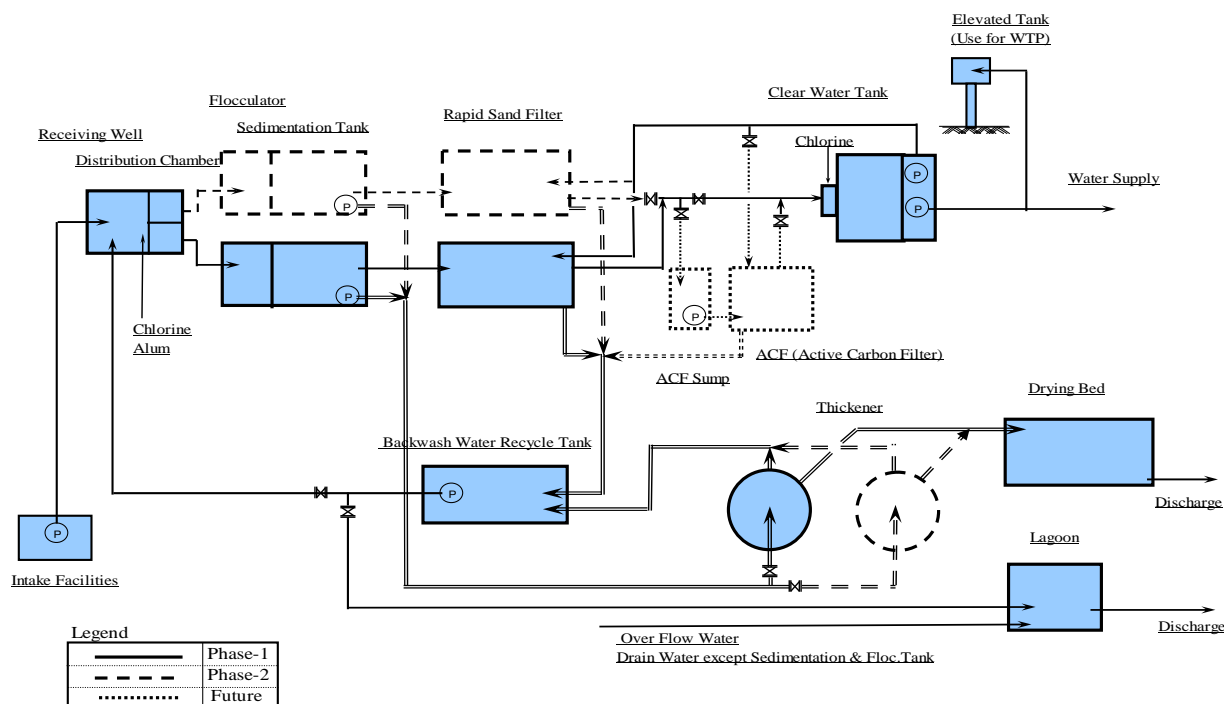 Elevated Tank
(Use for WTP)
Flocculator
Clear Water Tank
Sedimentation Tank
Rapid Sand Filter
Receiving Well
Distribution Chamber
Chlorine
Water Supply
P
P
P
P
P
Chlorine
Alum
ACF (Active Carbon Filter)
ACF Sump
Drying Bed
Thickener
Backwash Water Recycle Tank
P
Discharge
P
Lagoon
Intake Facilities
Discharge
Over Flow Water
Drain Water except Sedimentation & Floc.Tank
Legend
Phase-1
Phase-2
Future